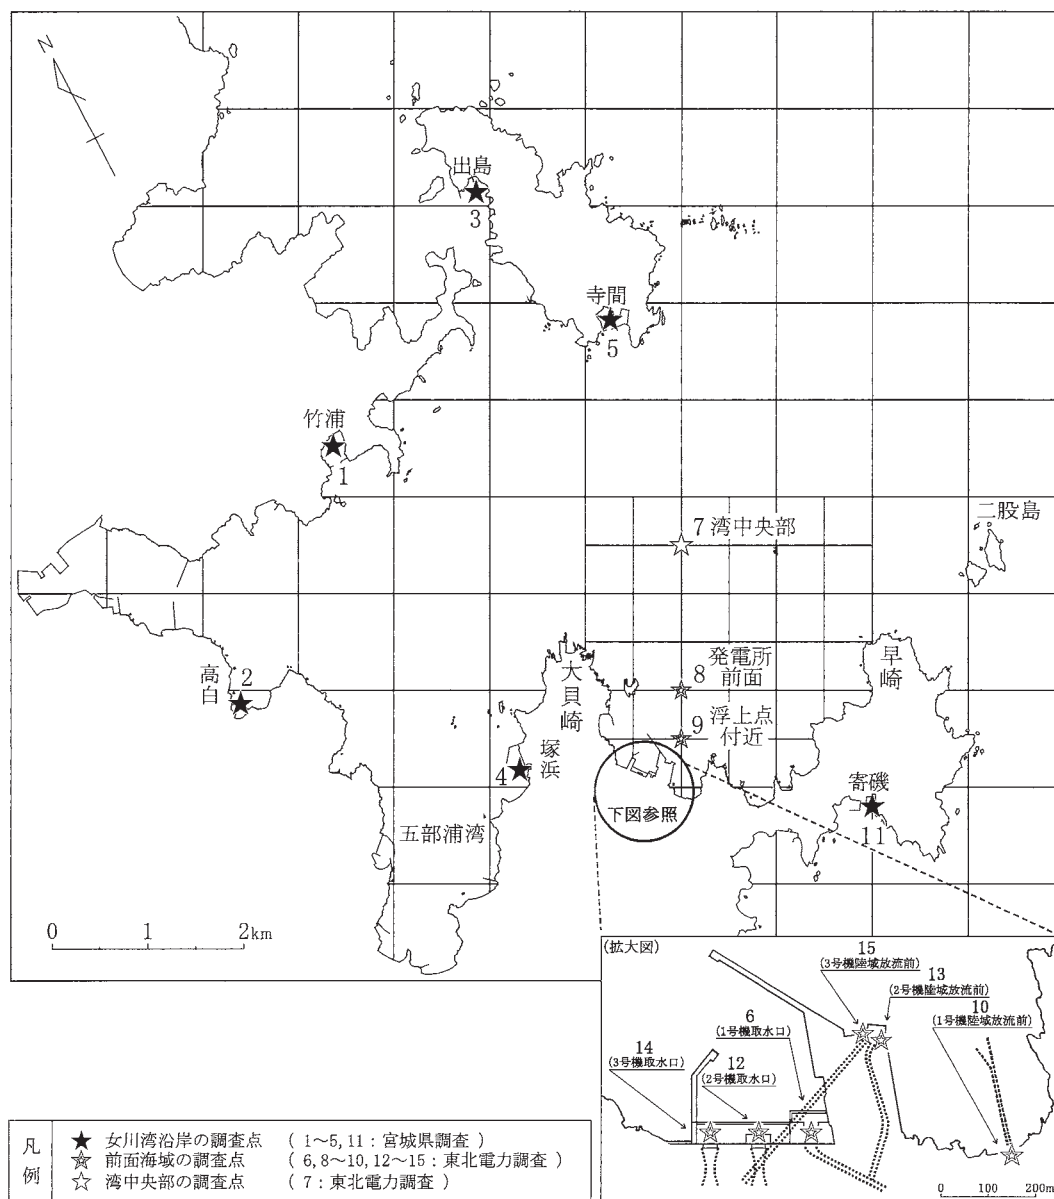 N
出島
3
寺間
5
竹浦
1
二股島
7 湾中央部
高白
2
大貝崎
発電所
前面
8
早崎
9
浮上点
付近
塚浜
4
寄磯
11
下図参照
五部浦湾
0 1 2km
(拡大図)
15
(3号機陸域放流前)
13
(2号機陸域放流前)
10
(1号機陸域放流前)
6
(1号機取水口)
14
(3号機取水口)
12
(2号機取水口)
0 100 200m
凡例
★ 女川湾沿岸の調査点 (1~5,11:宮城県調査)
前面海域の調査点 (6,8~10,12~15:東北電力調査)
☆ 湾中央部の調査点 (7:東北電力調査)